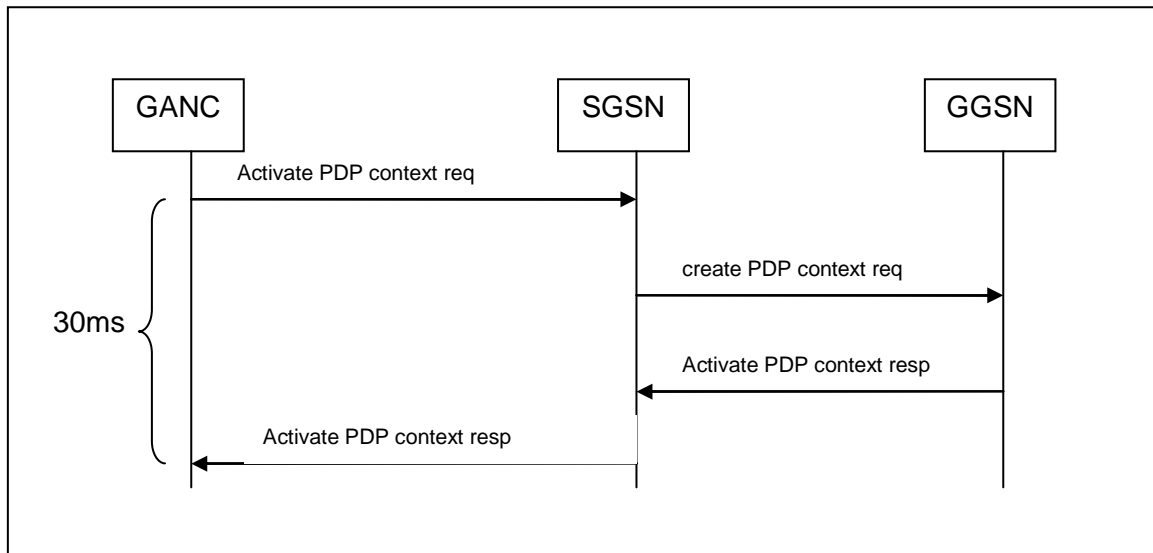 GANC
SGSN
GGSN
Activate PDP context req
create PDP context req
30ms
Activate PDP context resp
Activate PDP context resp